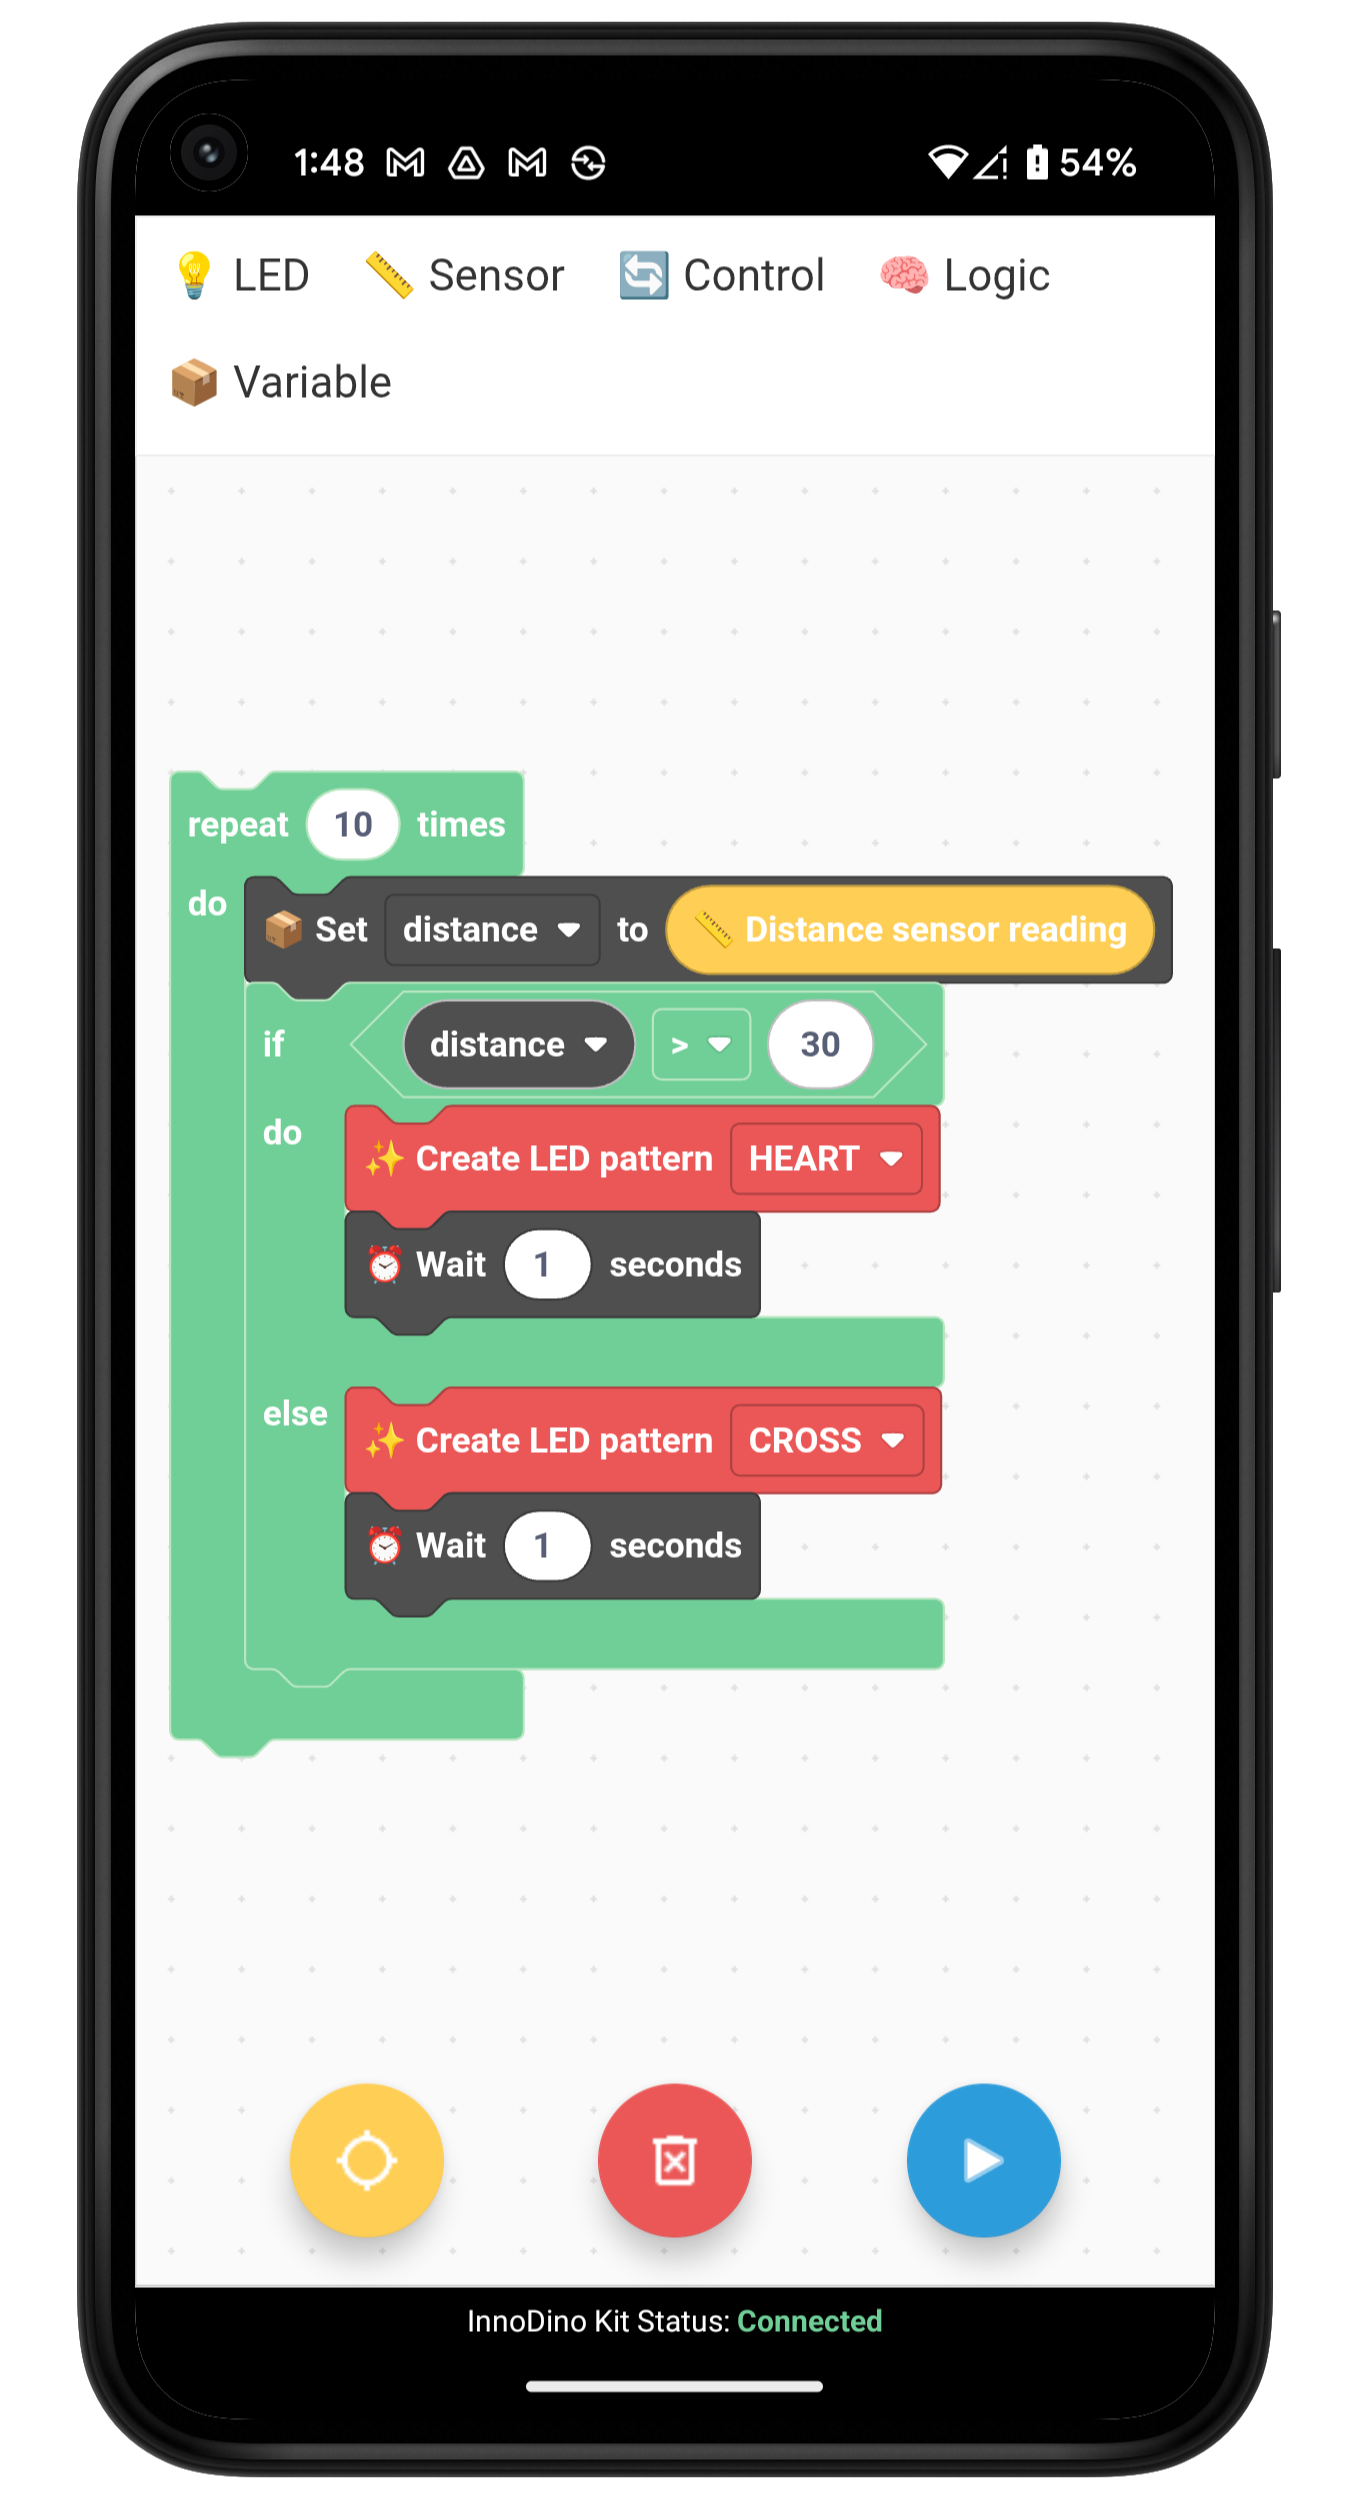 1:48 54%
LED Sensor Control Logic
Variable
repeat 10 times
do
Set distance to Distance sensor reading
if distance > 30
do
Create LED pattern HEART
Wait 1 seconds
else
Create LED pattern CROSS
Wait 1 seconds
InnoDino Kit Status: Connected